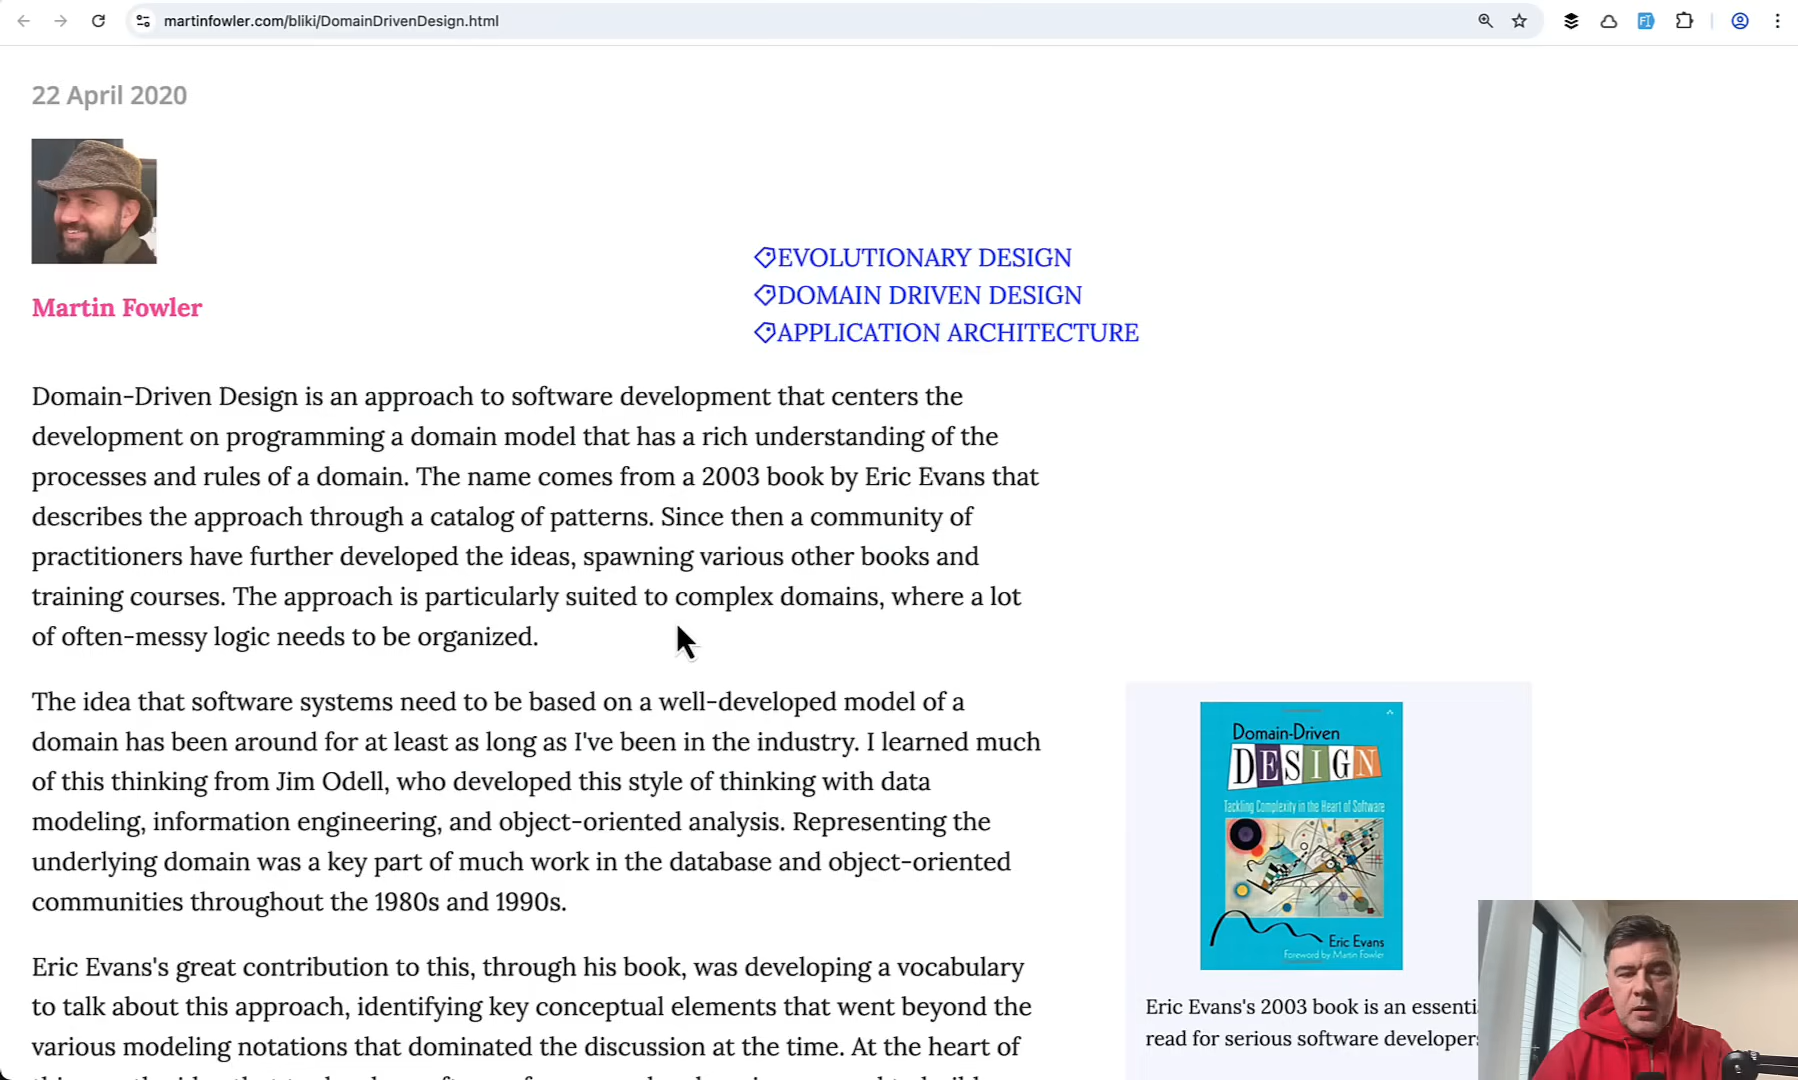 martinfowler.com/bliki/DomainDrivenDesign.html
22 April 2020
Martin Fowler
EVOLUTIONARY DESIGN
DOMAIN DRIVEN DESIGN
APPLICATION ARCHITECTURE
Domain-Driven Design is an approach to software development that centers the
development on programming a domain model that has a rich understanding of the
processes and rules of a domain. The name comes from a 2003 book by Eric Evans that
describes the approach through a catalog of patterns. Since then a community of
practitioners have further developed the ideas, spawning various other books and
training courses. The approach is particularly suited to complex domains, where a lot
of often-messy logic needs to be organized.
The idea that software systems need to be based on a well-developed model of a
domain has been around for at least as long as I've been in the industry. I learned much
of this thinking from Jim Odell, who developed this style of thinking with data
modeling, information engineering, and object-oriented analysis. Representing the
underlying domain was a key part of much work in the database and object-oriented
communities throughout the 1980s and 1990s.
Eric Evans's great contribution to this, through his book, was developing a vocabulary
to talk about this approach, identifying key conceptual elements that went beyond the
various modeling notations that dominated the discussion at the time. At the heart of
Domain-Driven
DESIGN
Tackling Complexity in the Heart of Software
Eric Evans
Foreword by Martin Fowler
Eric Evans's 2003 book is an essenti
read for serious software developers